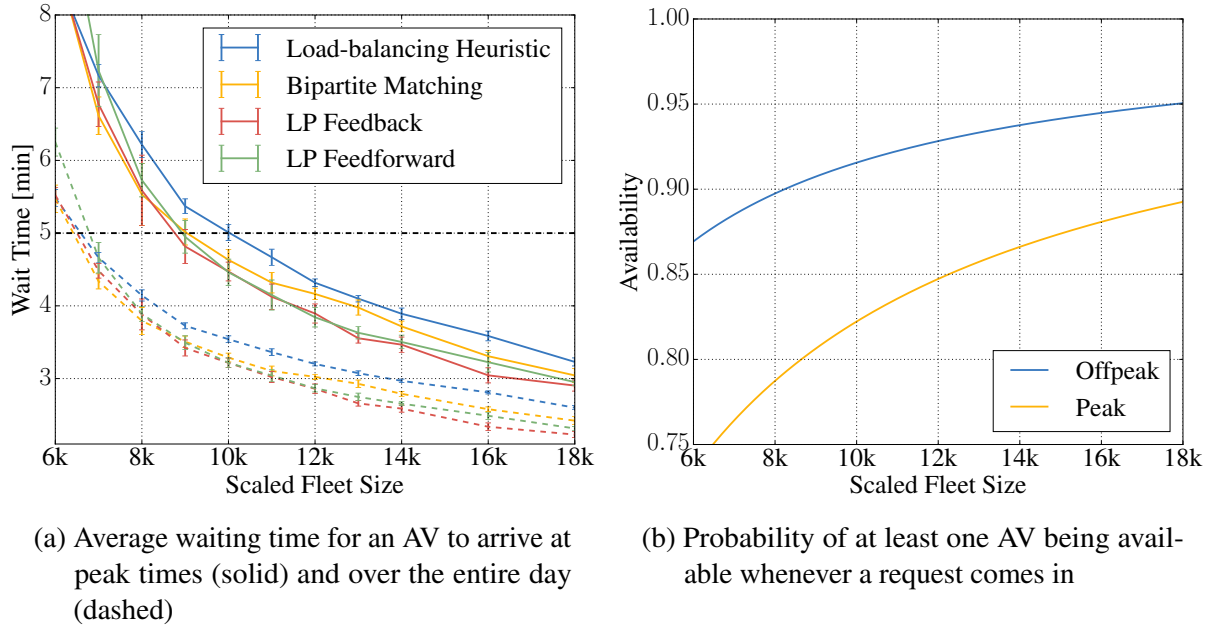 8
7
6
5
4
3
Wait Time [min]
Load-balancing Heuristic
Bipartite Matching
LP Feedback
LP Feedforward
6k 8k 10k 12k 14k 16k 18k
Scaled Fleet Size
(a) Average waiting time for an AV to arrive at
peak times (solid) and over the entire day
(dashed)
1.00
0.95
0.90
0.85
0.80
0.75
Availability
Offpeak
Peak
6k 8k 10k 12k 14k 16k 18k
Scaled Fleet Size
(b) Probability of at least one AV being avail-
able whenever a request comes in